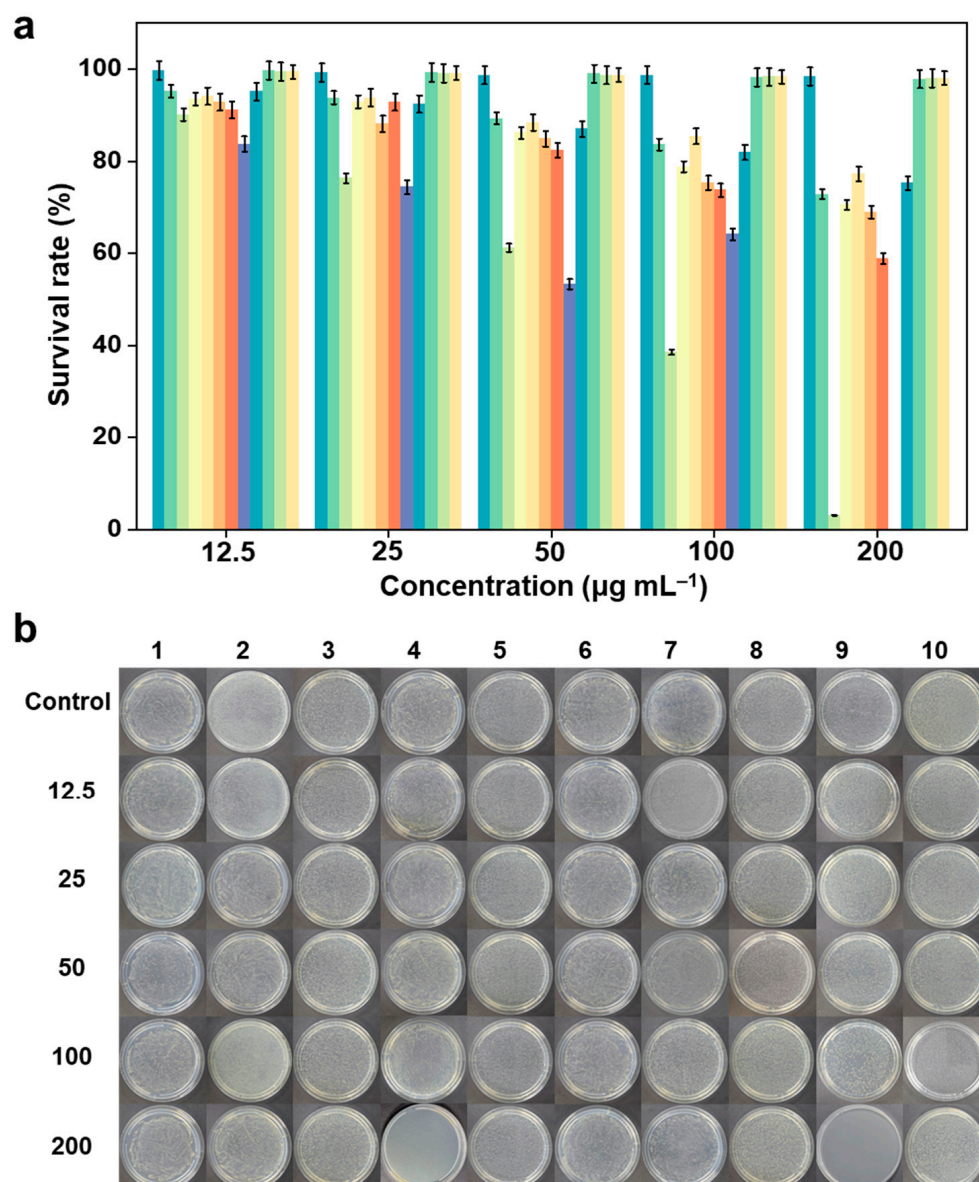 a
100
80
60
40
20
0
Survival rate (%)
12.5 25 50 100 200
Concentration (µg mL⁻¹)
b
1 2 3 4 5 6 7 8 9 10
Control
12.5
25
50
100
200